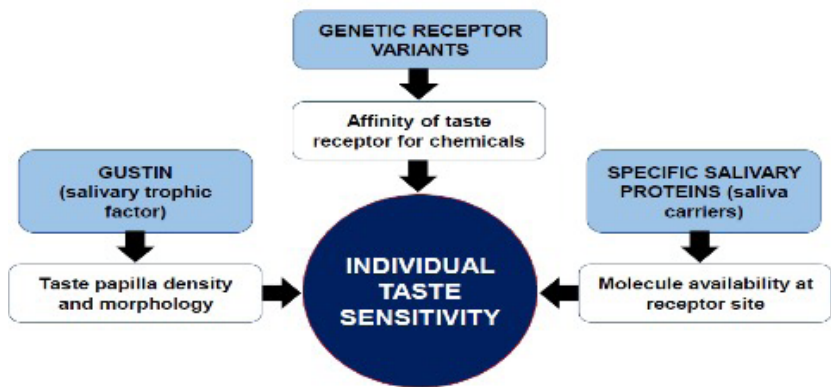 GENETIC RECEPTOR
VARIANTS
Affinity of taste
receptor for chemicals
GUSTIN
(salivary trophic
factor)
Taste papilla density
and morphology
INDIVIDUAL
TASTE
SENSITIVITY
SPECIFIC SALIVARY
PROTEINS (saliva
carriers)
Molecule availability at
receptor site